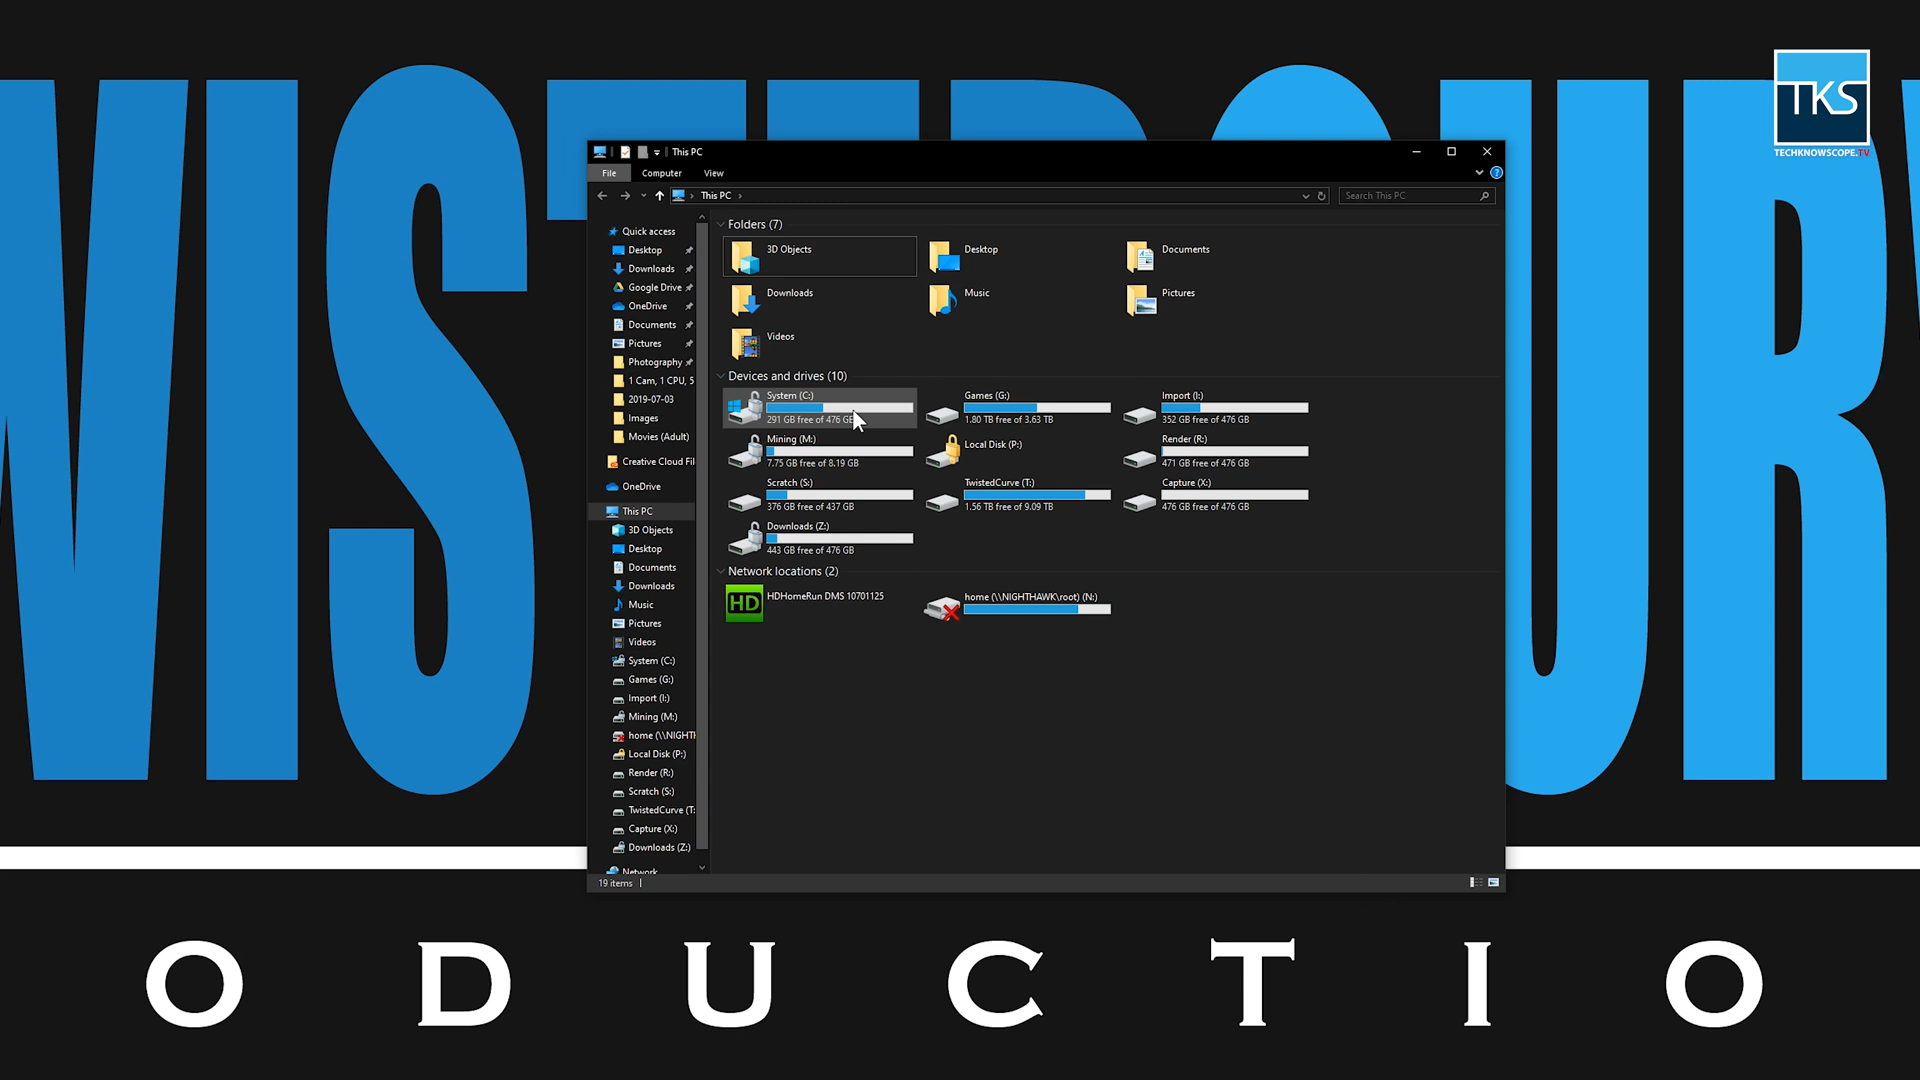 WISTEDCURV
TKS
TECHKNOWSCOPE.TV
This PC
File Computer View
This PC
Search This PC
Quick access
Desktop
Downloads
Google Drive
OneDrive
Documents
Pictures
Photography
1 Cam, 1 CPU, 5
2019-07-03
Images
Movies (Adult)
Creative Cloud Fil
OneDrive
This PC
3D Objects
Desktop
Documents
Downloads
Music
Pictures
Videos
System (C:)
Games (G:)
Import (I:)
Mining (M:)
home (\\NIGHTH
Local Disk (P:)
Render (R:)
Scratch (S:)
TwistedCurve (T:
Capture (X:)
Downloads (Z:)
Network
Folders (7)
3D Objects
Desktop
Documents
Downloads
Music
Pictures
Videos
Devices and drives (10)
System (C:)
291 GB free of 476 GB
Games (G:)
1.80 TB free of 3.63 TB
Import (I:)
352 GB free of 476 GB
Mining (M:)
7.75 GB free of 8.19 GB
Local Disk (P:)
Render (R:)
471 GB free of 476 GB
Scratch (S:)
376 GB free of 437 GB
TwistedCurve (T:)
1.56 TB free of 9.09 TB
Capture (X:)
476 GB free of 476 GB
Downloads (Z:)
443 GB free of 476 GB
Network locations (2)
HD
HDHomeRun DMS 10701125
home (\\NIGHTHAWK\root) (N:)
19 items
ODUCTIO